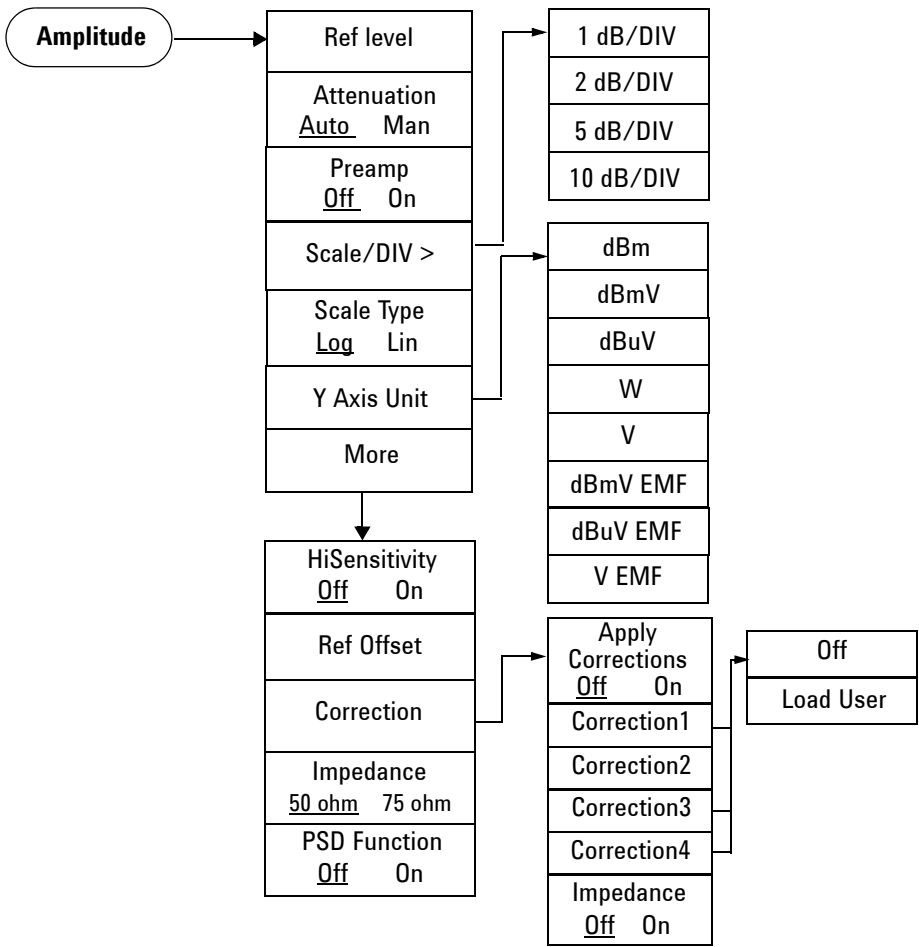 Amplitude
Ref level
Attenuation
Auto Man
Preamp
Off On
Scale/DIV >
Scale Type
Log Lin
Y Axis Unit
More
1 dB/DIV
2 dB/DIV
5 dB/DIV
10 dB/DIV
dBm
dBmV
dBuV
W
V
dBmV EMF
dBuV EMF
V EMF
HiSensitivity
Off On
Ref Offset
Correction
Impedance
50 ohm 75 ohm
PSD Function
Off On
Apply
Corrections
Off On
Correction1
Correction2
Correction3
Correction4
Impedance
Off On
Off
Load User